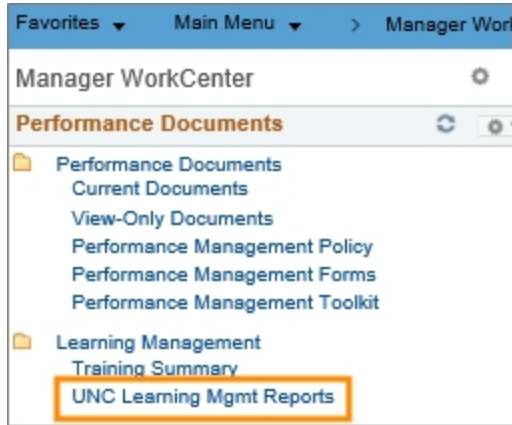 Favorites Main Menu > Manager Work
Manager WorkCenter
Performance Documents
Performance Documents
Current Documents
View-Only Documents
Performance Management Policy
Performance Management Forms
Performance Management Toolkit
Learning Management
Training Summary
UNC Learning Mgmt Reports